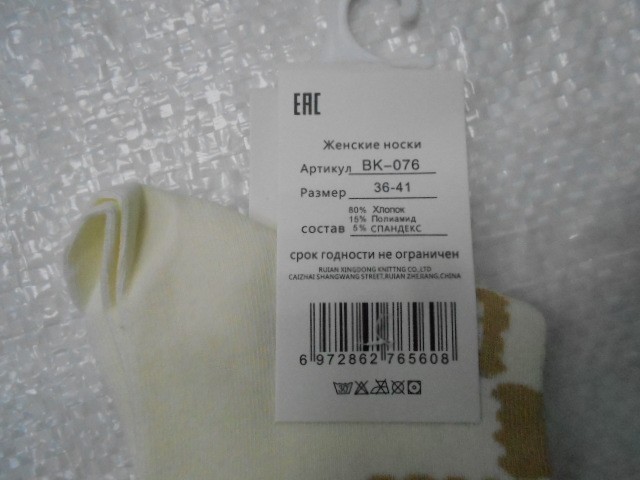 EAC
Женские носки
Артикул BK-076
Размер 36-41
80% Хлопок
15% Полиамид
состав 5% СПАНДЕКС
срок годности не ограничен
RUIAN XINGDONG KNITTNG CO.,LTD
CAIZHAI SHANGWANG STREET,RUIAN ZHEJIANG,CHINA
6 972862 765608